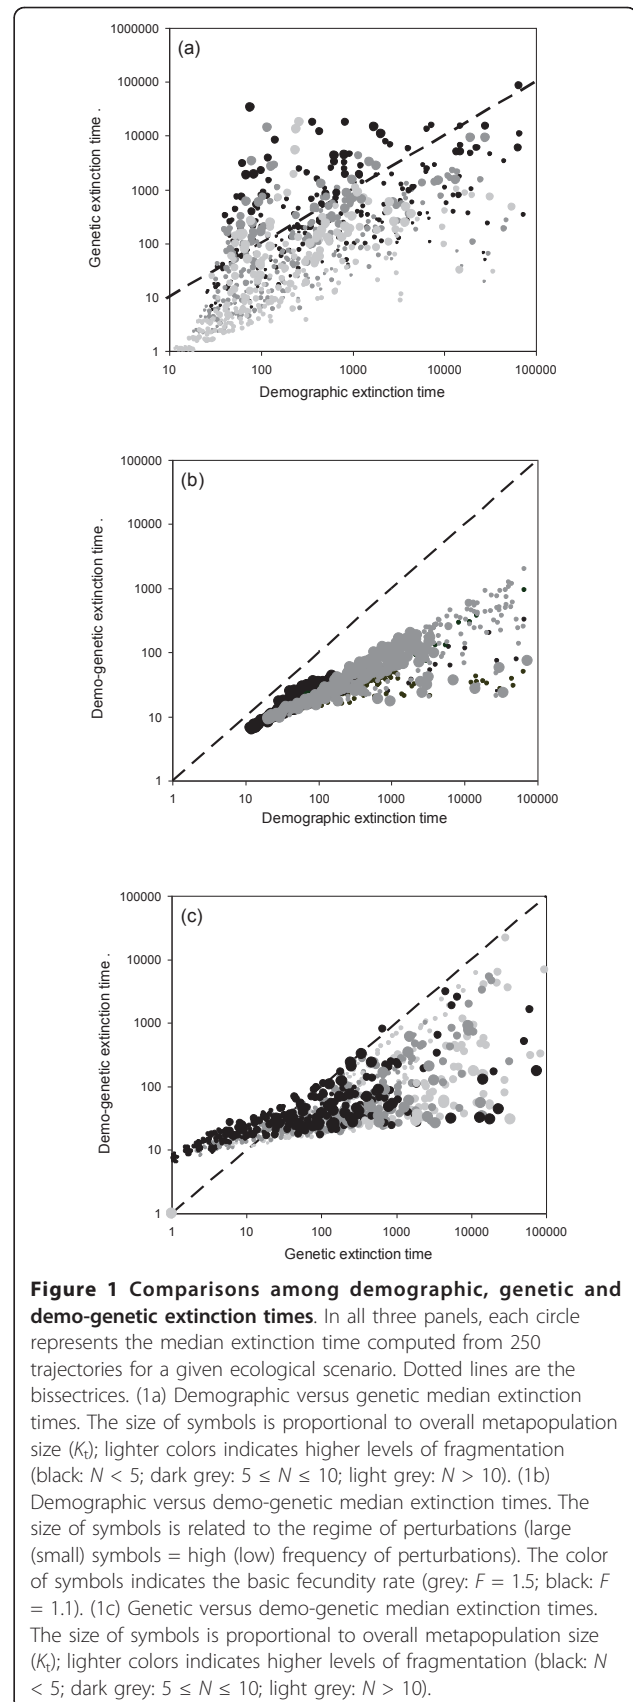 (a)
1000000
100000
10000
1000
100
10
1
Genetic extinction time .
10 100 1000 10000 100000
Demographic extinction time
(b)
100000
10000
1000
100
10
1
Demo-genetic extinction time .
1 10 100 1000 10000 100000
Demographic extinction time
(c)
100000
10000
1000
100
10
1
Demo-genetic extinction time .
1 10 100 1000 10000 100000
Genetic extinction time
Figure 1 Comparisons among demographic, genetic and
demo-genetic extinction times. In all three panels, each circle
represents the median extinction time computed from 250
trajectories for a given ecological scenario. Dotted lines are the
bissectrices. (1a) Demographic versus genetic median extinction
times. The size of symbols is proportional to overall metapopulation
size (Kt); lighter colors indicates higher levels of fragmentation
(black: N < 5; dark grey: 5 ≤ N ≤ 10; light grey: N > 10). (1b)
Demographic versus demo-genetic median extinction times. The
size of symbols is related to the regime of perturbations (large
(small) symbols = high (low) frequency of perturbations). The color
of symbols indicates the basic fecundity rate (grey: F = 1.5; black: F
= 1.1). (1c) Genetic versus demo-genetic median extinction times.
The size of symbols is proportional to overall metapopulation size
(Kt); lighter colors indicates higher levels of fragmentation (black: N
< 5; dark grey: 5 ≤ N ≤ 10; light grey: N > 10).